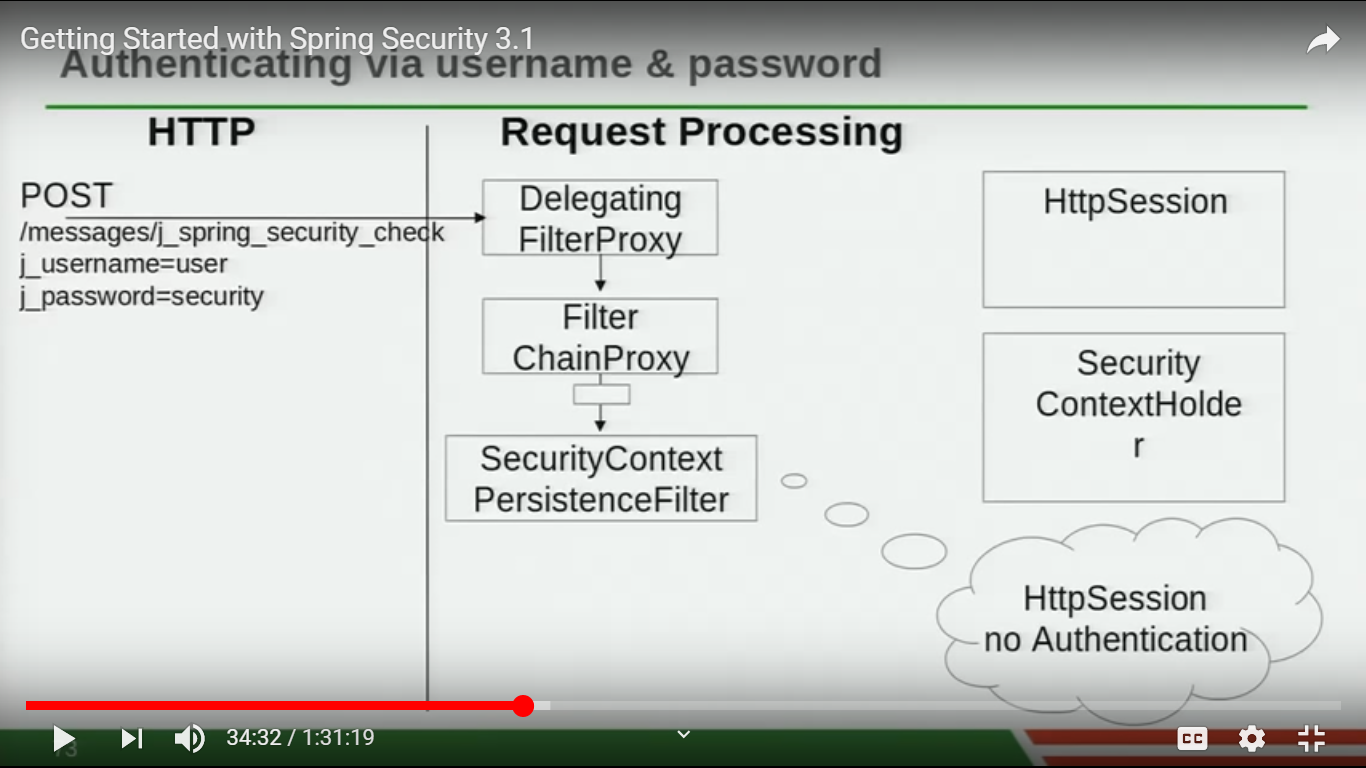 Getting Started with Spring Security 3.1
Authenticating via username & password
HTTP
Request Processing
POST
/messages/j_spring_security_check
j_username=user
j_password=security
Delegating
FilterProxy
Filter
ChainProxy
SecurityContext
PersistenceFilter
HttpSession
Security
ContextHolde
r
HttpSession
no Authentication
34:32 / 1:31:19
CC
13